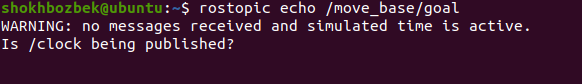 shokhbozbek@ubuntu:~$ rostopic echo /move_base/goal
WARNING: no messages received and simulated time is active.
Is /clock being published?